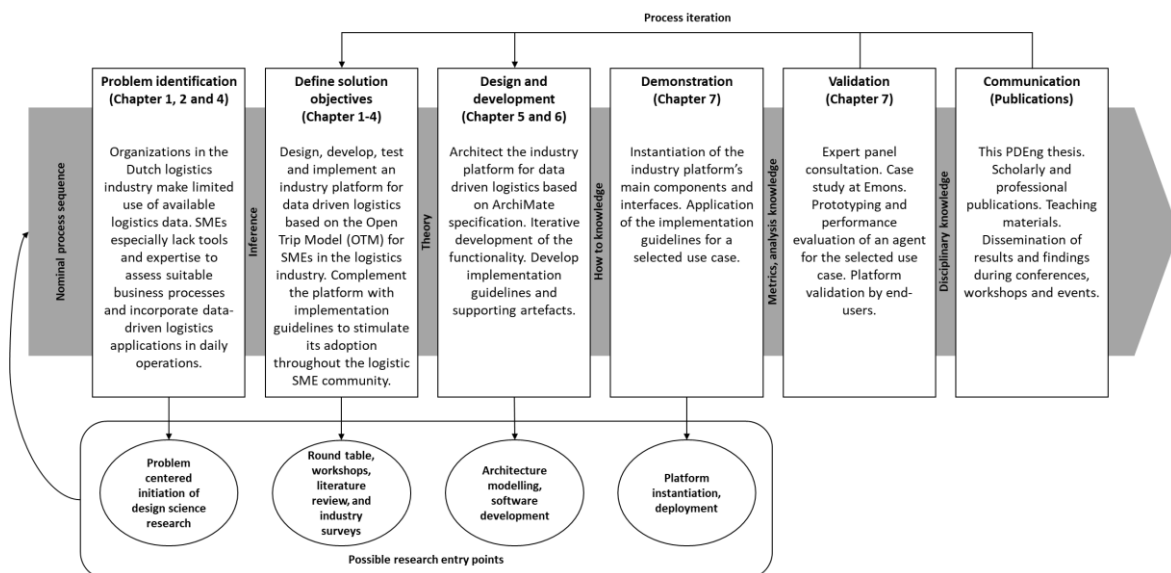 Process iteration
Nominal process sequence
Problem identification
(Chapter 1, 2 and 4)
Organizations in the
Dutch logistics
industry make limited
use of available
logistics data. SMEs
especially lack tools
and expertise to
assess suitable
business processes
and incorporate data-
driven logistics
applications in daily
operations.
Inference
Define solution
objectives
(Chapter 1-4)
Design, develop, test
and implement an
industry platform for
data driven logistics
based on the Open
Trip Model (OTM) for
SMEs in the logistics
industry. Complement
the platform with
implementation
guidelines to stimulate
its adoption
throughout the logistic
SME community.
Theory
Design and
development
(Chapter 5 and 6)
Architect the industry
platform for data
driven logistics based
on ArchiMate
specification. Iterative
development of the
functionality. Develop
implementation
guidelines and
supporting artefacts.
How to knowledge
Demonstration
(Chapter 7)
Instantiation of the
industry platform's
main components and
interfaces. Application
of the implementation
guidelines for a
selected use case.
Metrics, analysis knowledge
Validation
(Chapter 7)
Expert panel
consultation. Case
study at Emons.
Prototyping and
performance
evaluation of an agent
for the selected use
case. Platform
validation by end-
users.
Disciplinary knowledge
Communication
(Publications)
This PDEng thesis.
Scholarly and
professional
publications. Teaching
materials.
Dissemination of
results and findings
during conferences,
workshops and events.
Problem
centered
initiation of
design science
research
Round table,
workshops,
literature
review, and
industry
surveys
Architecture
modelling,
software
development
Platform
instantiation,
deployment
Possible research entry points